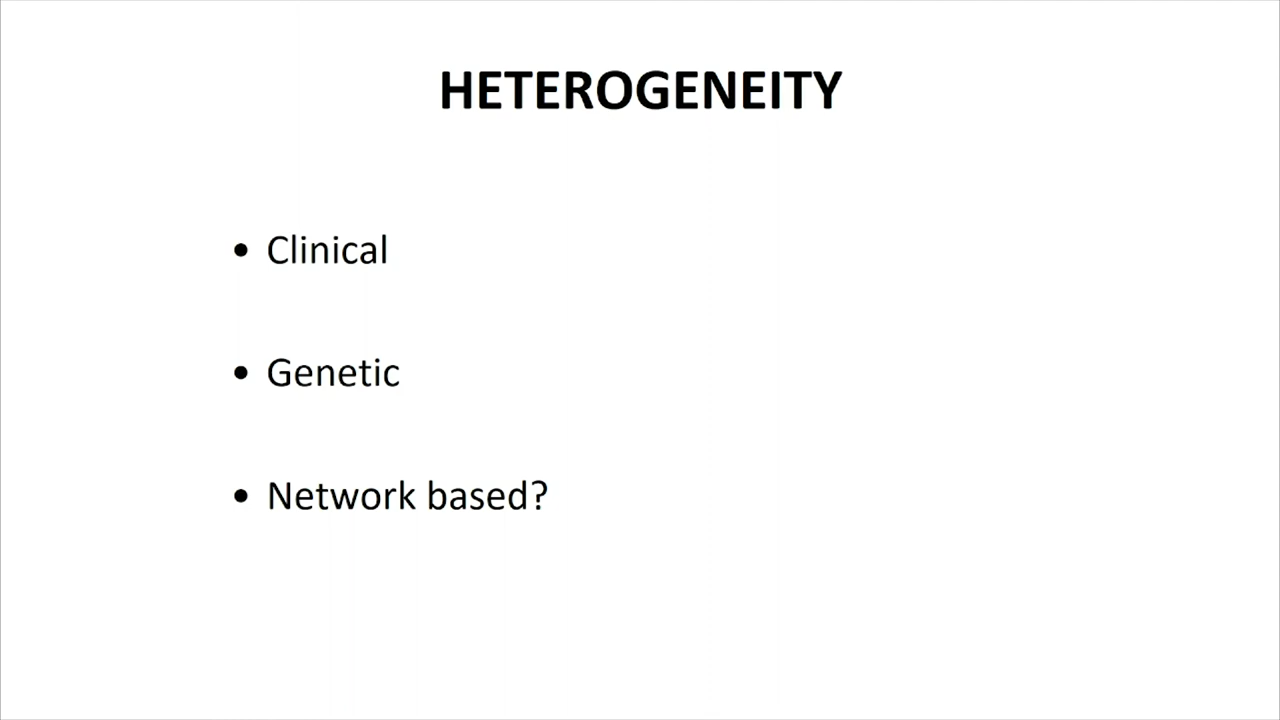 HETEROGENEITY
• Clinical
• Genetic
• Network based?